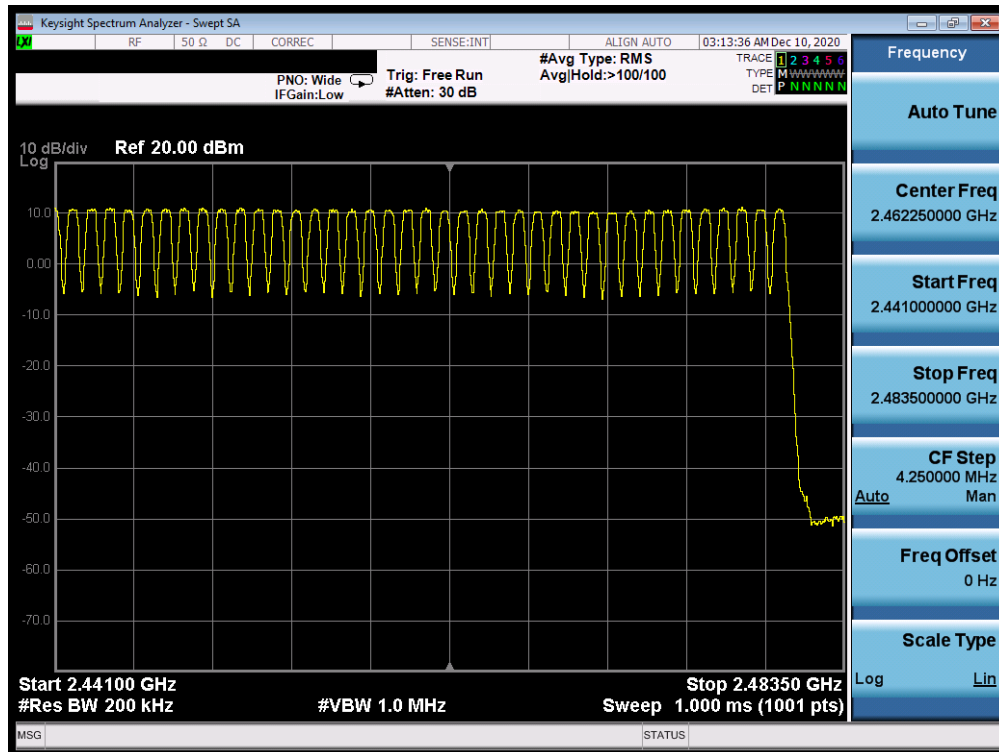 Keysight Spectrum Analyzer - Swept SA
LXI RF 50 Ω DC CORREC SENSE:INT ALIGN AUTO 03:13:36 AM Dec 10, 2020
PNO: Wide
IFGain:Low
Trig: Free Run
#Atten: 30 dB
#Avg Type: RMS
Avg|Hold:>100/100
TRACE 1 2 3 4 5 6
TYPE M WWWWW
DET P N N N N N
10 dB/div Ref 20.00 dBm
Log
10.0
0.00
-10.0
-20.0
-30.0
-40.0
-50.0
-60.0
-70.0
Start 2.44100 GHz Stop 2.48350 GHz
#Res BW 200 kHz #VBW 1.0 MHz Sweep 1.000 ms (1001 pts)
MSG STATUS
Frequency
Auto Tune
Center Freq
2.462250000 GHz
Start Freq
2.441000000 GHz
Stop Freq
2.483500000 GHz
CF Step
4.250000 MHz
Auto Man
Freq Offset
0 Hz
Scale Type
Log Lin